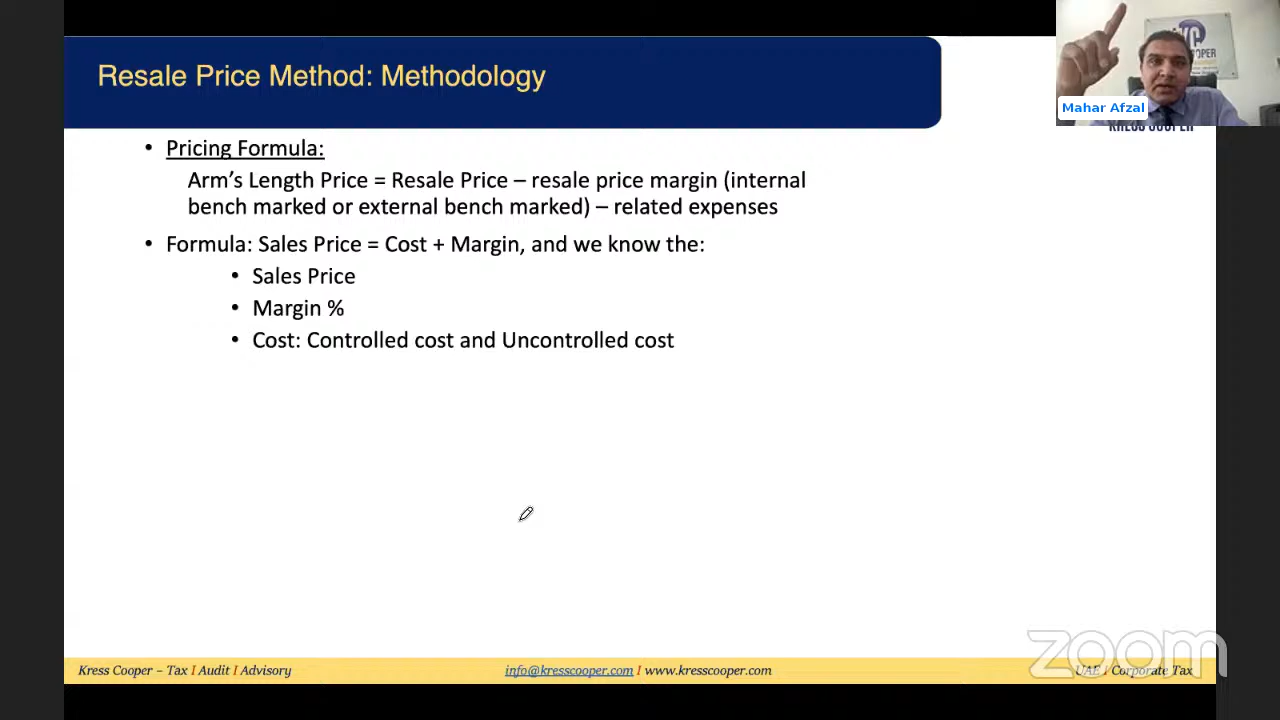 Resale Price Method: Methodology
COOPER
Mahar Afzal
KRESS COOPER
• Pricing Formula:
Arm's Length Price = Resale Price – resale price margin (internal
bench marked or external bench marked) – related expenses
• Formula: Sales Price = Cost + Margin, and we know the:
• Sales Price
• Margin %
• Cost: Controlled cost and Uncontrolled cost
zoom
Kress Cooper – Tax I Audit I Advisory
info@kresscooper.com I www.kresscooper.com
UAE I Corporate Tax